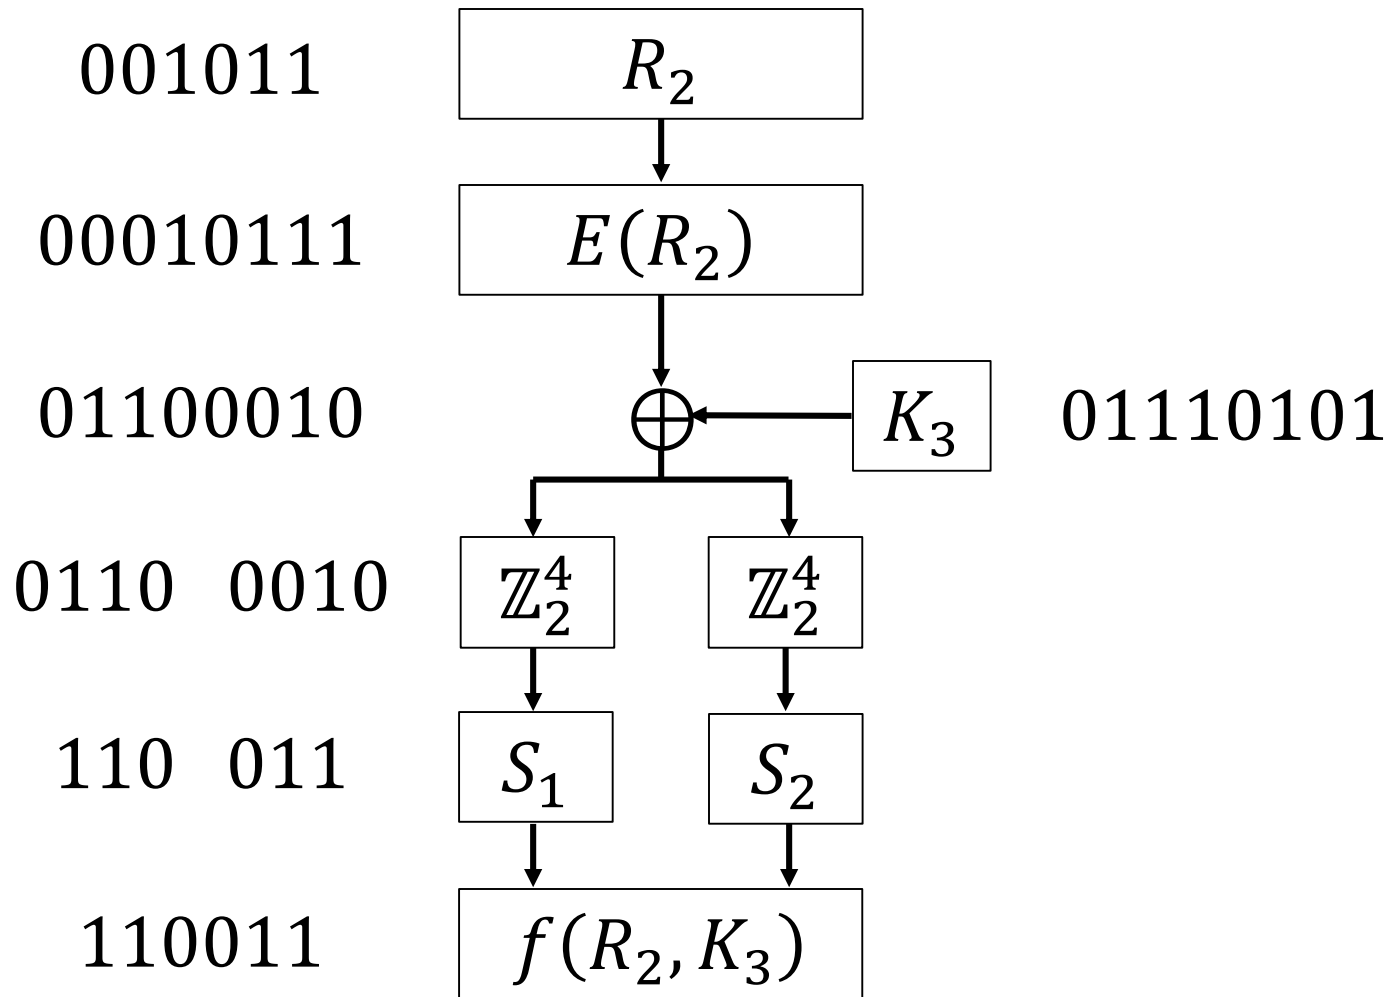 001011 R₂
00010111 E(R₂)
01100010 ⊕ K₃ 01110101
0110 0010 ℤ₂⁴ ℤ₂⁴
110 011 S₁ S₂
110011 f(R₂, K₃)